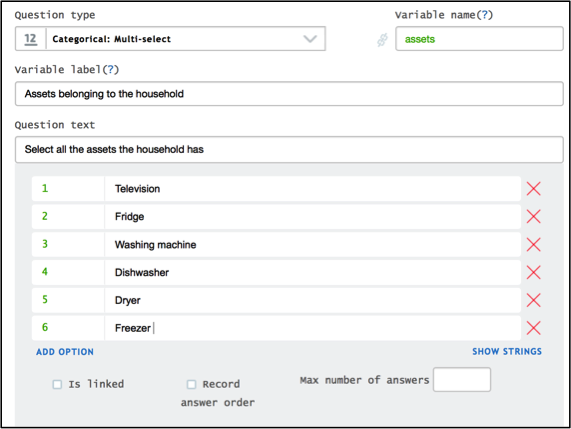 Question type
Variable name(?)
12 Categorical: Multi-select
assets
Variable label(?)
Assets belonging to the household
Question text
Select all the assets the household has
1 Television
2 Fridge
3 Washing machine
4 Dishwasher
5 Dryer
6 Freezer
ADD OPTION
SHOW STRINGS
Is linked
Record answer order
Max number of answers